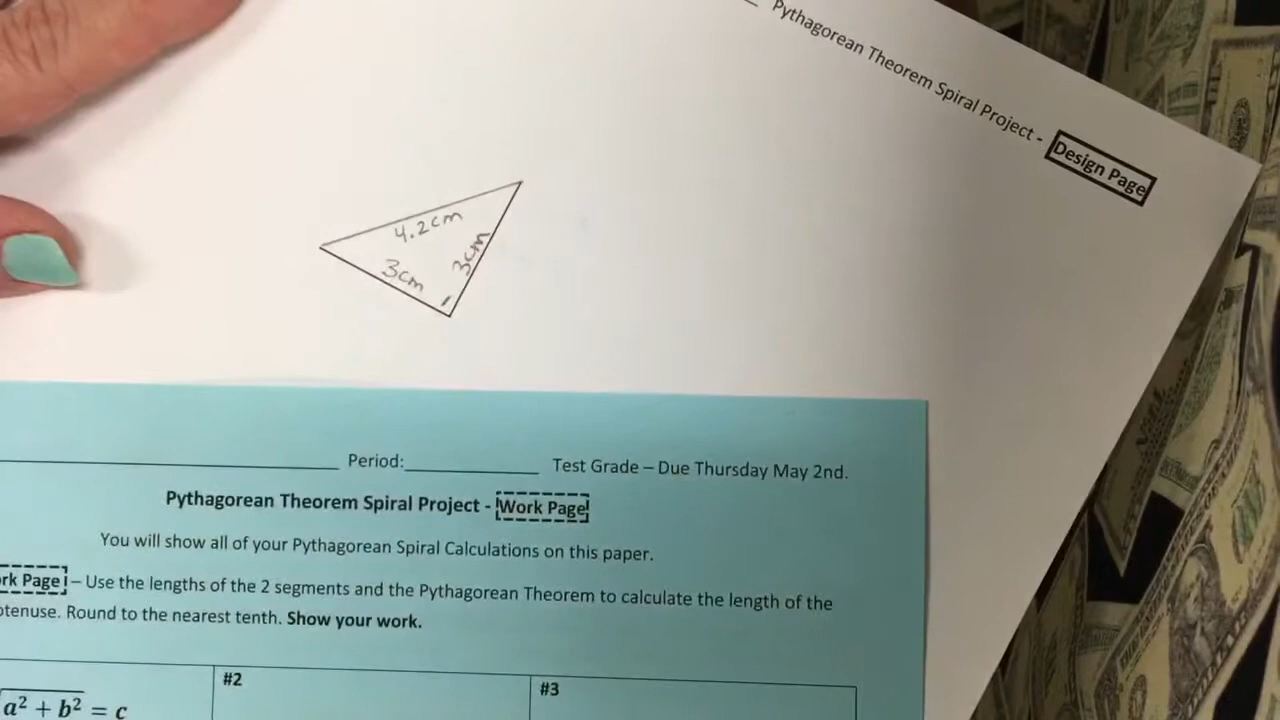 Pythagorean Theorem Spiral Project - Design Page
4.2cm
3cm
3cm
Period: Test Grade – Due Thursday May 2nd.
Pythagorean Theorem Spiral Project - Work Page
You will show all of your Pythagorean Spiral Calculations on this paper.
Page – Use the lengths of the 2 segments and the Pythagorean Theorem to calculate the length of the
Round to the nearest tenth. Show your work.
#2
#3
a² + b² = c